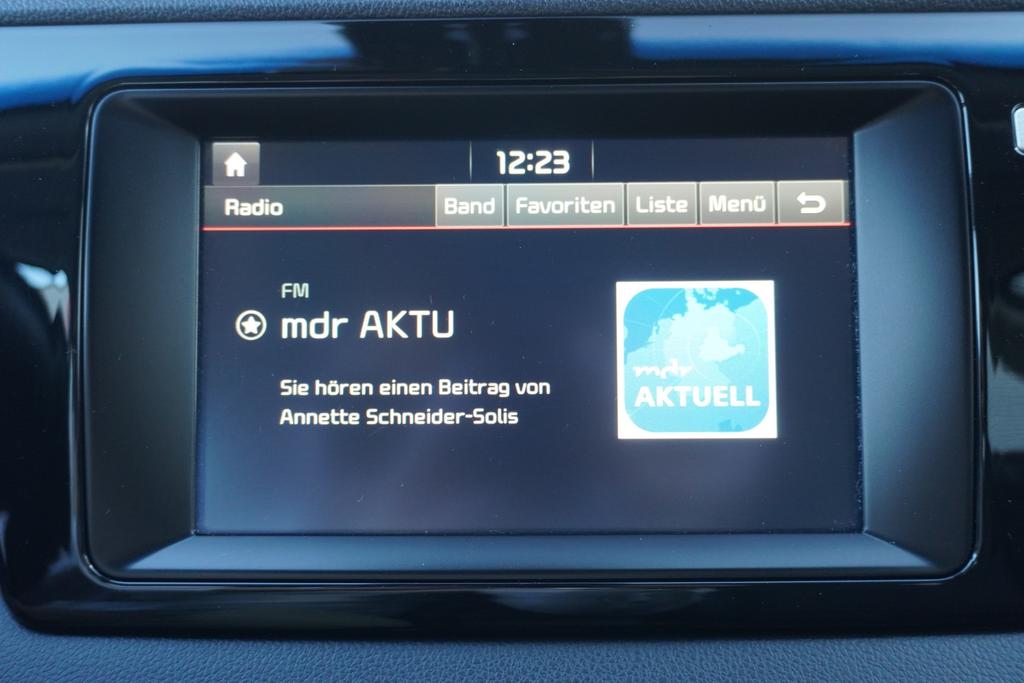 12:23
Radio Band Favoriten Liste Menü
FM
mdr AKTU
Sie hören einen Beitrag von
Annette Schneider-Solis
mdr
AKTUELL